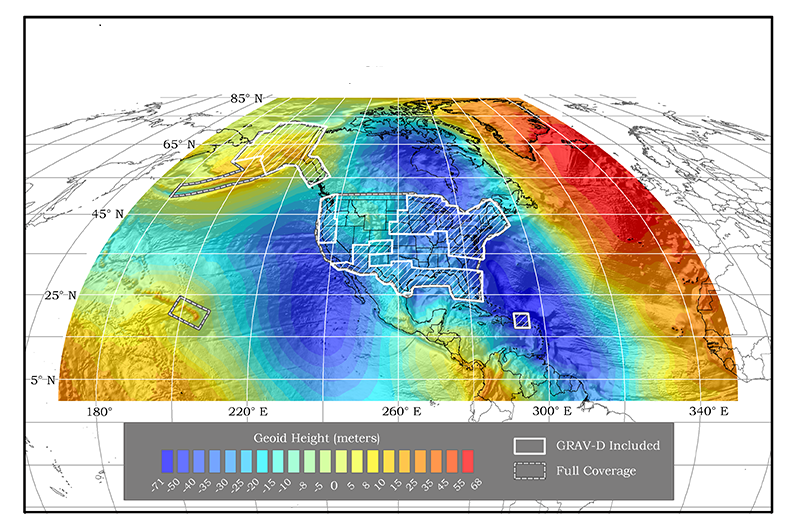 85° N
65° N
45° N
25° N
5° N
180° 220° E 260° E 300° E 340° E
Geoid Height (meters)
-71 -50 -40 -35 -30 -25 -20 -15 -10 -8 -5 0 5 8 10 15 25 35 45 55 68
GRAV-D Included
Full Coverage